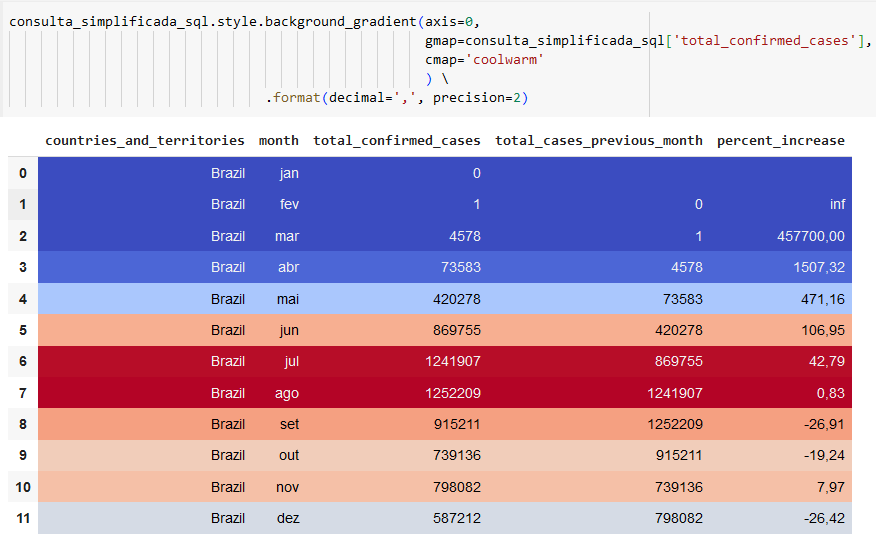 consulta_simplificada_sql.style.background_gradient(axis=0,
gmap=consulta_simplificada_sql['total_confirmed_cases'],
cmap='coolwarm'
) \
.format(decimal=',', precision=2)
countries_and_territories month total_confirmed_cases total_cases_previous_month percent_increase
0 Brazil jan 0
1 Brazil fev 1 0 inf
2 Brazil mar 4578 1 457700,00
3 Brazil abr 73583 4578 1507,32
4 Brazil mai 420278 73583 471,16
5 Brazil jun 869755 420278 106,95
6 Brazil jul 1241907 869755 42,79
7 Brazil ago 1252209 1241907 0,83
8 Brazil set 915211 1252209 -26,91
9 Brazil out 739136 915211 -19,24
10 Brazil nov 798082 739136 7,97
11 Brazil dez 587212 798082 -26,42